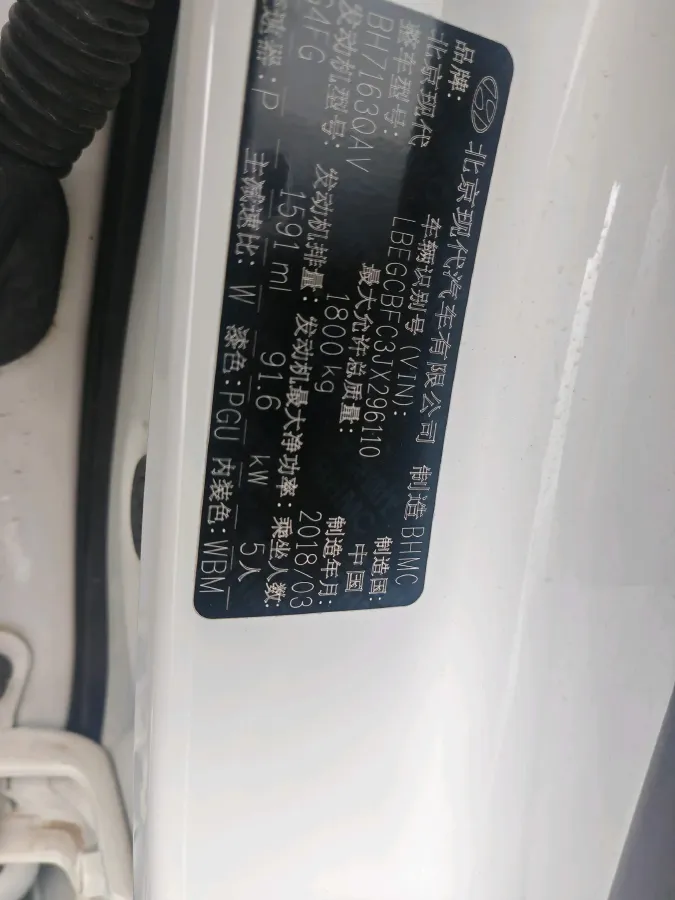 北京现代汽车有限公司 制造 BHMC
品牌: 车辆识别号 (VIN): 制造国:
北京现代 LBEGCBFC3JX296110 中国
整车型号: 最大允许总质量: 制造年月:
BH7163QAV 1800 kg 2018 03
发动机型号: 发动机排量: 发动机最大净功率: 乘坐人数:
G4FG 1591 ml 91.6 kW 5人
变速器: P 主减速比: W 漆色: PGU 内装色: WBM